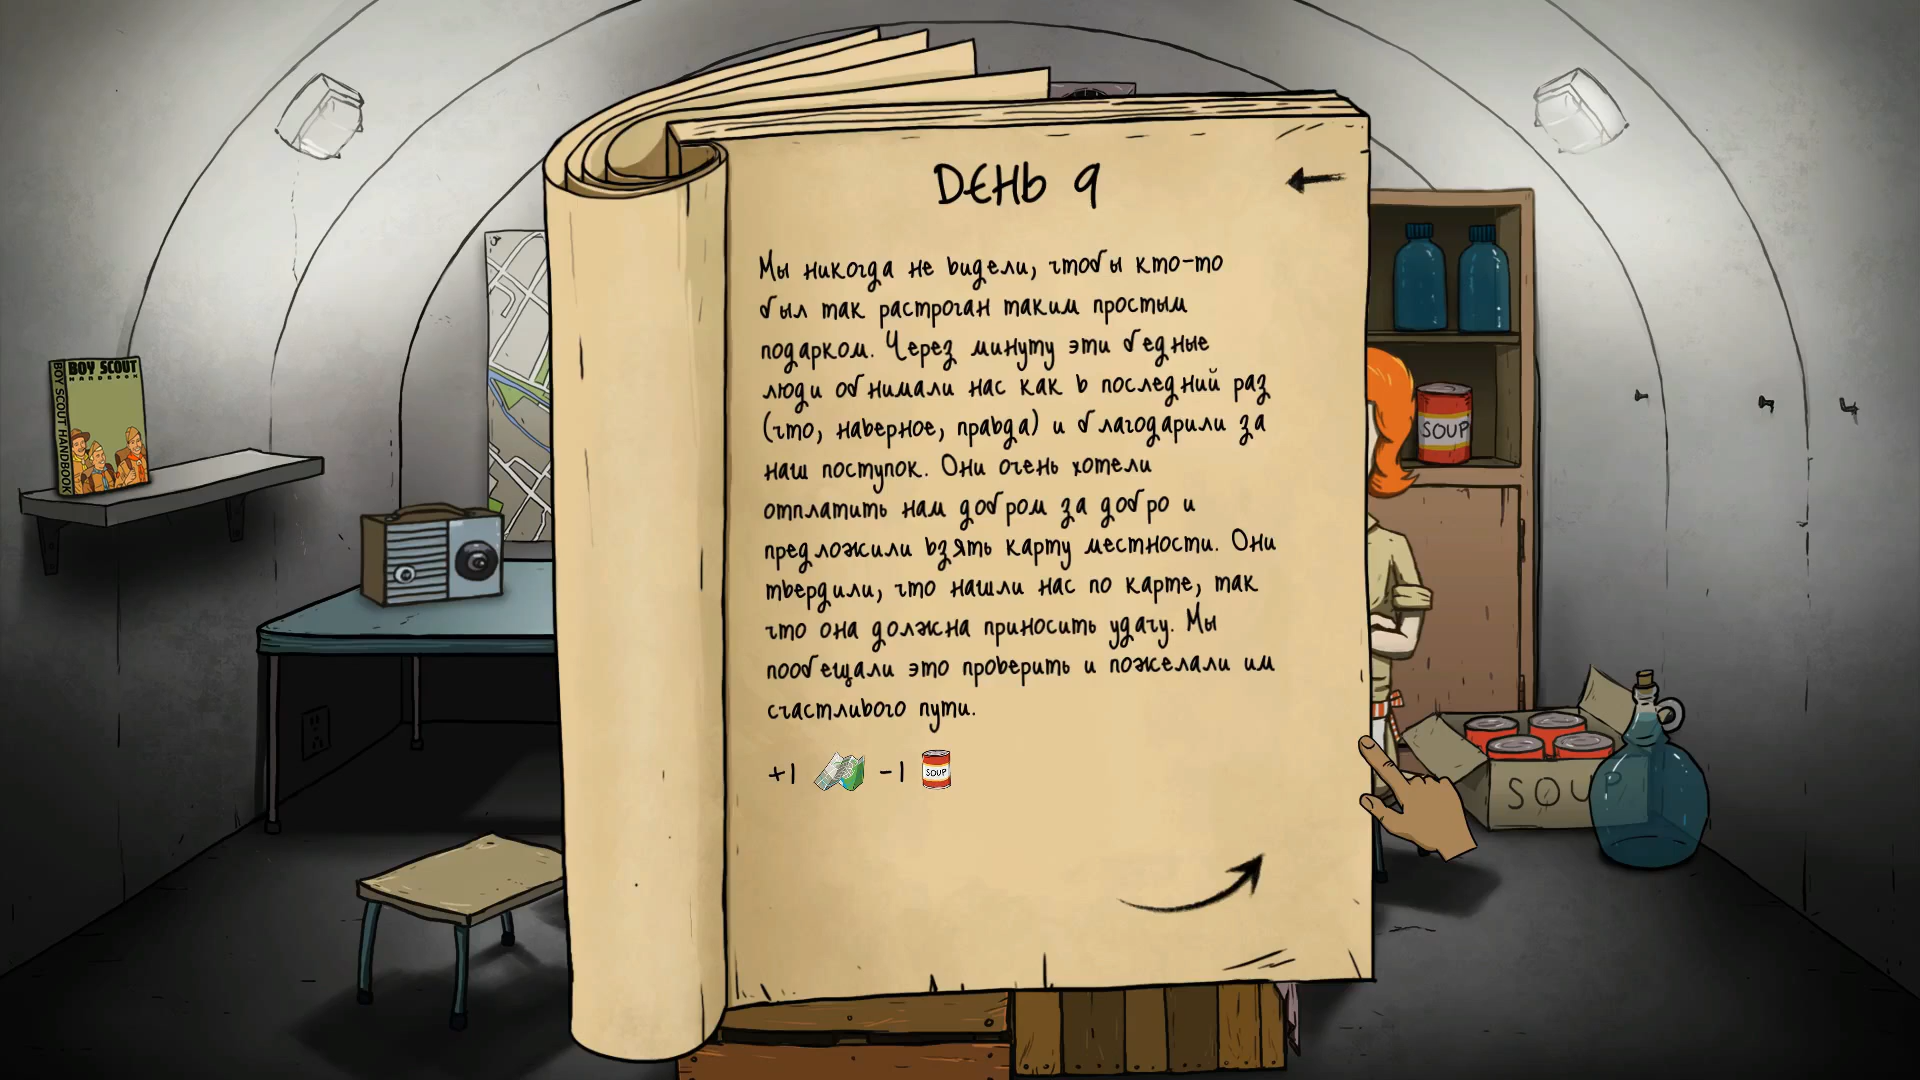 ДЕНЬ 9
Мы никогда не видели, чтобы кто-то
был так растроган таким простым
подарком. Через минуту эти бедные
люди обнимали нас как в последний раз
(что, наверное, правда) и благодарили за
наш поступок. Они очень хотели
отплатить нам добром за добро и
предложили взять карту местности. Они
твердили, что нашли нас по карте, так
что она должна приносить удачу. Мы
пообещали это проверить и пожелали им
счастливого пути.
+1 -1 SOUP
BOY SCOUT
HANDBOOK
BOY SCOUT HANDBOOK
SOUP
SOU